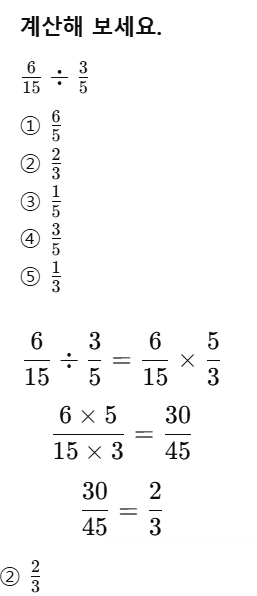 계산해 보세요.
6/15 ÷ 3/5
① 6/5
② 2/3
③ 1/5
④ 3/5
⑤ 1/3
6/15 ÷ 3/5 = 6/15 × 5/3
6 × 5/15 × 3 = 30/45
30/45 = 2/3
② 2/3